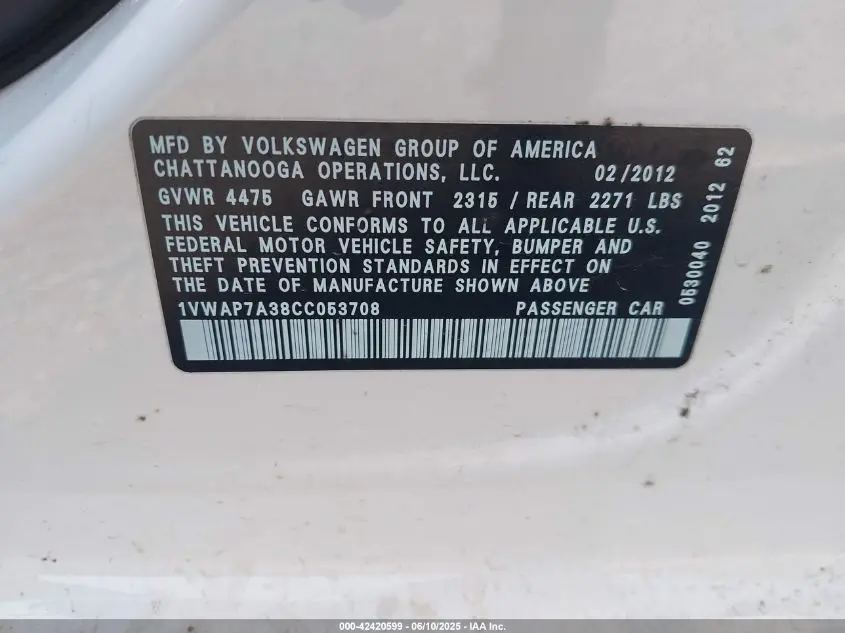 MFD BY VOLKSWAGEN GROUP OF AMERICA
CHATTANOOGA OPERATIONS, LLC. 02/2012
GVWR 4475 GAWR FRONT 2315 / REAR 2271 LBS
THIS VEHICLE CONFORMS TO ALL APPLICABLE U.S.
FEDERAL MOTOR VEHICLE SAFETY, BUMPER AND
THEFT PREVENTION STANDARDS IN EFFECT ON
THE DATE OF MANUFACTURE SHOWN ABOVE
1VWAP7A38CC053708 PASSENGER CAR
0530040 2012 62
000-42420599 - 06/10/2025 - IAA Inc.